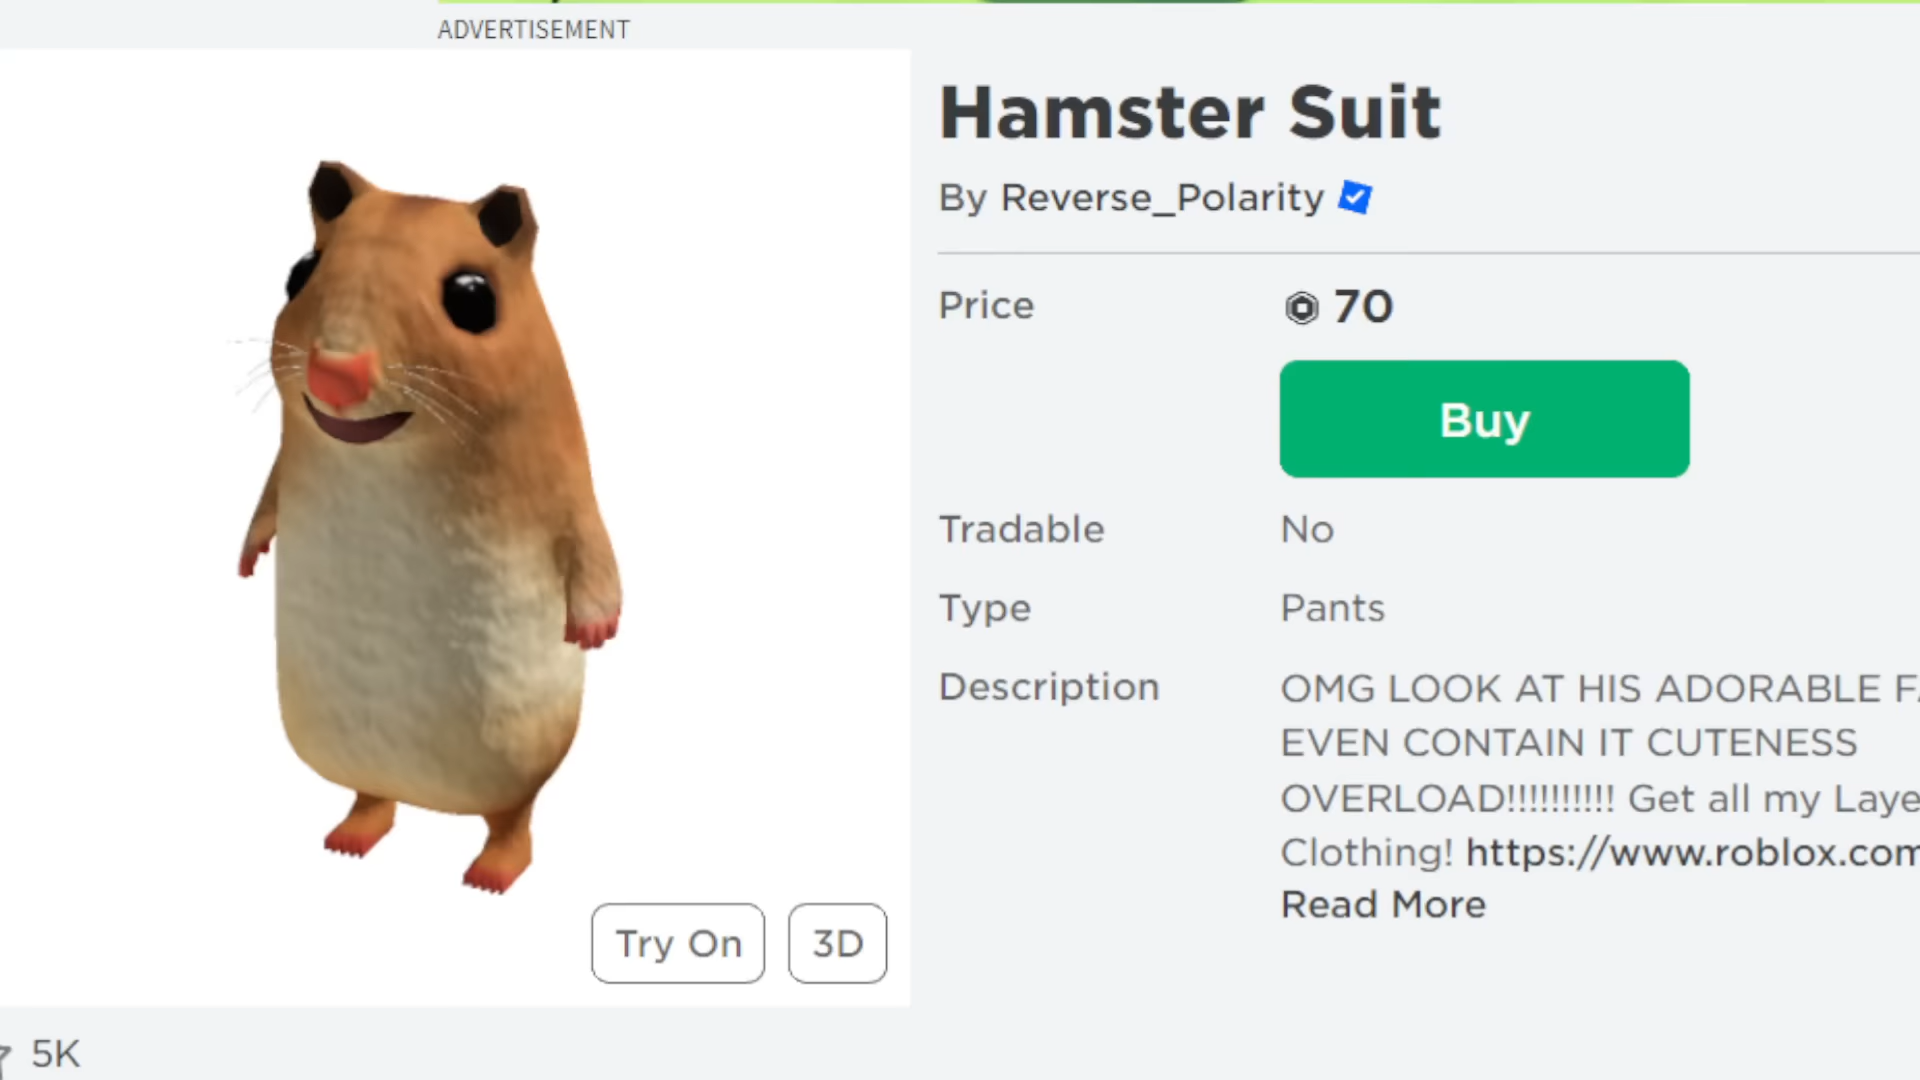 ADVERTISEMENT
Hamster Suit
By Reverse_Polarity
Price
70
Buy
Tradable
No
Type
Pants
Description
OMG LOOK AT HIS ADORABLE
EVEN CONTAIN IT CUTENESS
OVERLOAD!!!!!!!!!! Get all my
Clothing! https://www.roblox.com
Read More
Try On
3D
5K